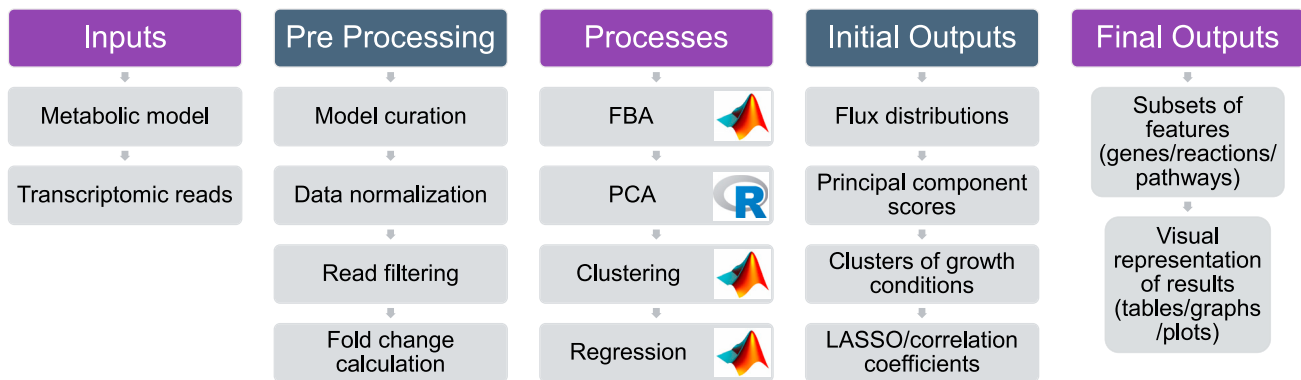 Inputs
Metabolic model
Transcriptomic reads
Pre Processing
Model curation
Data normalization
Read filtering
Fold change
calculation
Processes
FBA
PCA
R
Clustering
Regression
Initial Outputs
Flux distributions
Principal component
scores
Clusters of growth
conditions
LASSO/correlation
coefficients
Final Outputs
Subsets of
features
(genes/reactions/
pathways)
Visual
representation
of results
(tables/graphs
/plots)